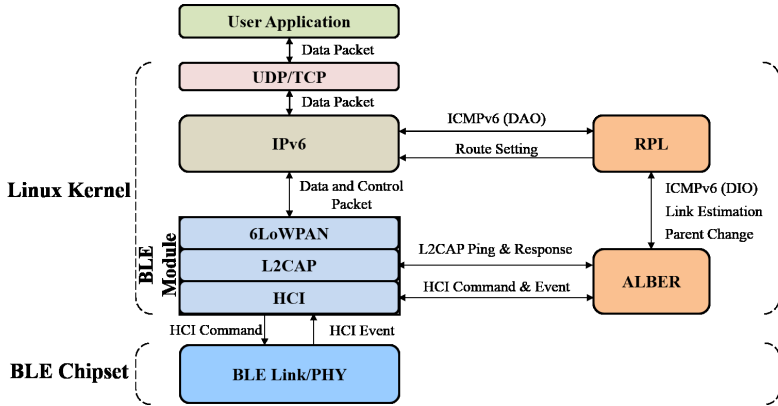 User Application
Data Packet
UDP/TCP
Data Packet
IPv6
ICMPv6 (DAO)
Route Setting
RPL
Linux Kernel
Data and Control
Packet
ICMPv6 (DIO)
Link Estimation
Parent Change
BLE
Module
6LoWPAN
L2CAP
HCI
L2CAP Ping & Response
HCI Command & Event
ALBER
HCI Command
HCI Event
BLE Chipset
BLE Link/PHY